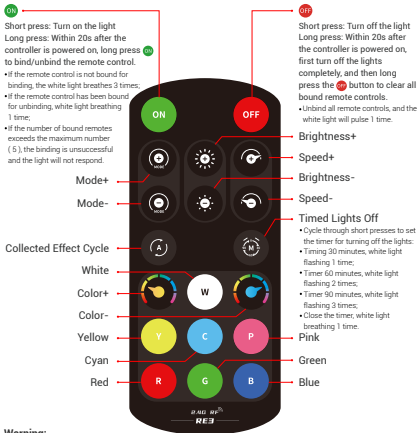 ON
Short press: Turn on the light
Long press: Within 20s after the
controller is powered on, long press ON
to bind/unbind the remote control.
•If the remote control is not bound for
binding, the white light breathes 3 times;
•If the remote control has been bound
for unbinding, white light breathing
1 time;
•If the number of bound remotes
exceeds the maximum number
( 5 ), the binding is unsuccessful
and the light will not respond.
Mode+
Mode-
Collected Effect Cycle
White
Color+
Color-
Yellow
Cyan
Red
ON
OFF
MODE
MODE
A
M
W
Y
C
P
R
G
B
2.4G RF
RE3
OFF
Short press: Turn off the light
Long press: Within 20s after
the controller is powered on,
first turn off the lights
completely, and then long
press the OFF button to clear all
bound remote controls.
•Unbind all remote controls, and the
white light will pulse 1 time.
Brightness+
Speed+
Brightness-
Speed-
Timed Lights Off
•Cycle through short presses to set
the timer for turning off the lights:
•Timing 30 minutes, white light
flashing 1 time;
•Timer 60 minutes, white light
flashing 2 times;
•Timer 90 minutes, white light
flashing 3 times;
•Close the timer, white light
breathing 1 time.
Pink
Green
Blue
Warning: